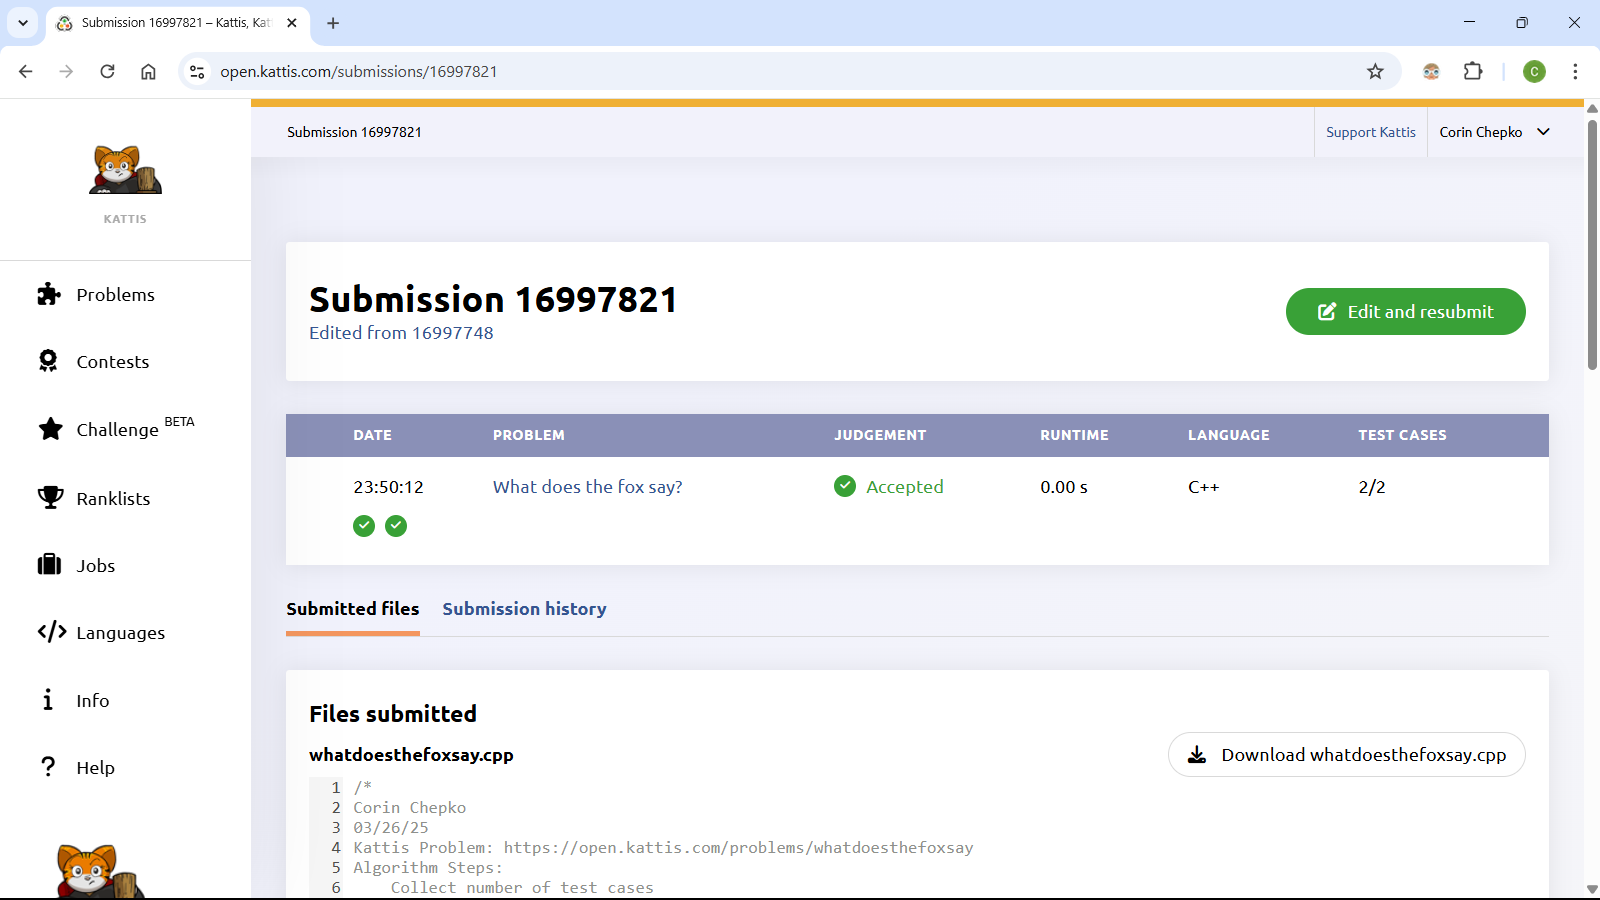 Submission 16997821 – Kattis, Kat
open.kattis.com/submissions/16997821
C
KATTIS
Problems
Contests
Challenge BETA
Ranklists
Jobs
Languages
Info
Help
Submission 16997821
Support Kattis
Corin Chepko
Submission 16997821
Edited from 16997748
Edit and resubmit
DATE PROBLEM JUDGEMENT RUNTIME LANGUAGE TEST CASES
23:50:12 What does the fox say? Accepted 0.00 s C++ 2/2
Submitted files Submission history
Files submitted
whatdoesthefoxsay.cpp
Download whatdoesthefoxsay.cpp
1 /*
2 Corin Chepko
3 03/26/25
4 Kattis Problem: https://open.kattis.com/problems/whatdoesthefoxsay
5 Algorithm Steps:
6 Collect number of test cases